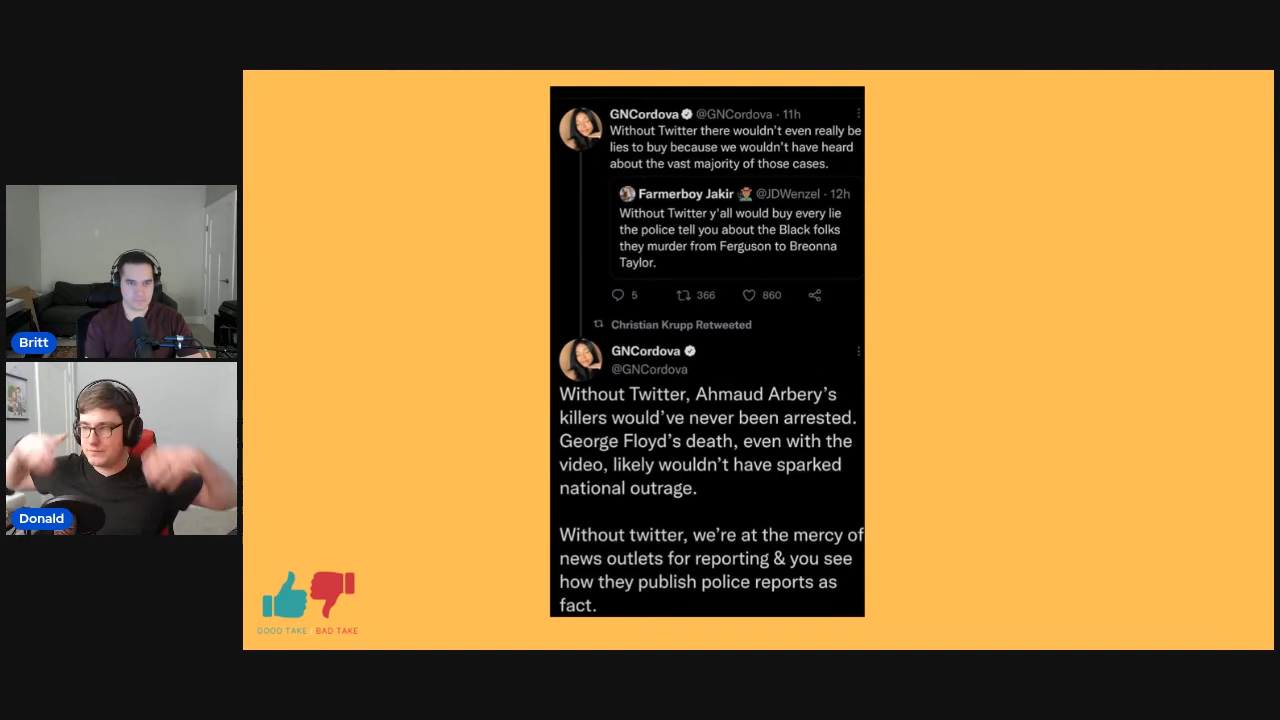 GNCordova @GNCordova · 11h
Without Twitter there wouldn't even really be
lies to buy because we wouldn't have heard
about the vast majority of those cases.
Farmerboy Jakir @JDWenzel · 12h
Without Twitter y'all would buy every lie
the police tell you about the Black folks
they murder from Ferguson to Breonna
Taylor.
5 366 860
Christian Krupp Retweeted
GNCordova
@GNCordova
Without Twitter, Ahmaud Arbery's
killers would've never been arrested.
George Floyd's death, even with the
video, likely wouldn't have sparked
national outrage.
Without twitter, we're at the mercy of
news outlets for reporting & you see
how they publish police reports as
fact.
Britt
Donald
GOOD TAKE / BAD TAKE